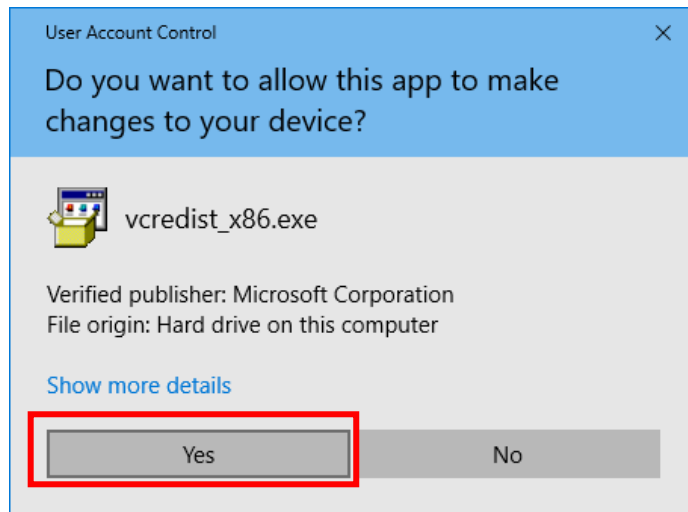 User Account Control
Do you want to allow this app to make
changes to your device?
vcredist_x86.exe
Verified publisher: Microsoft Corporation
File origin: Hard drive on this computer
Show more details
Yes
No